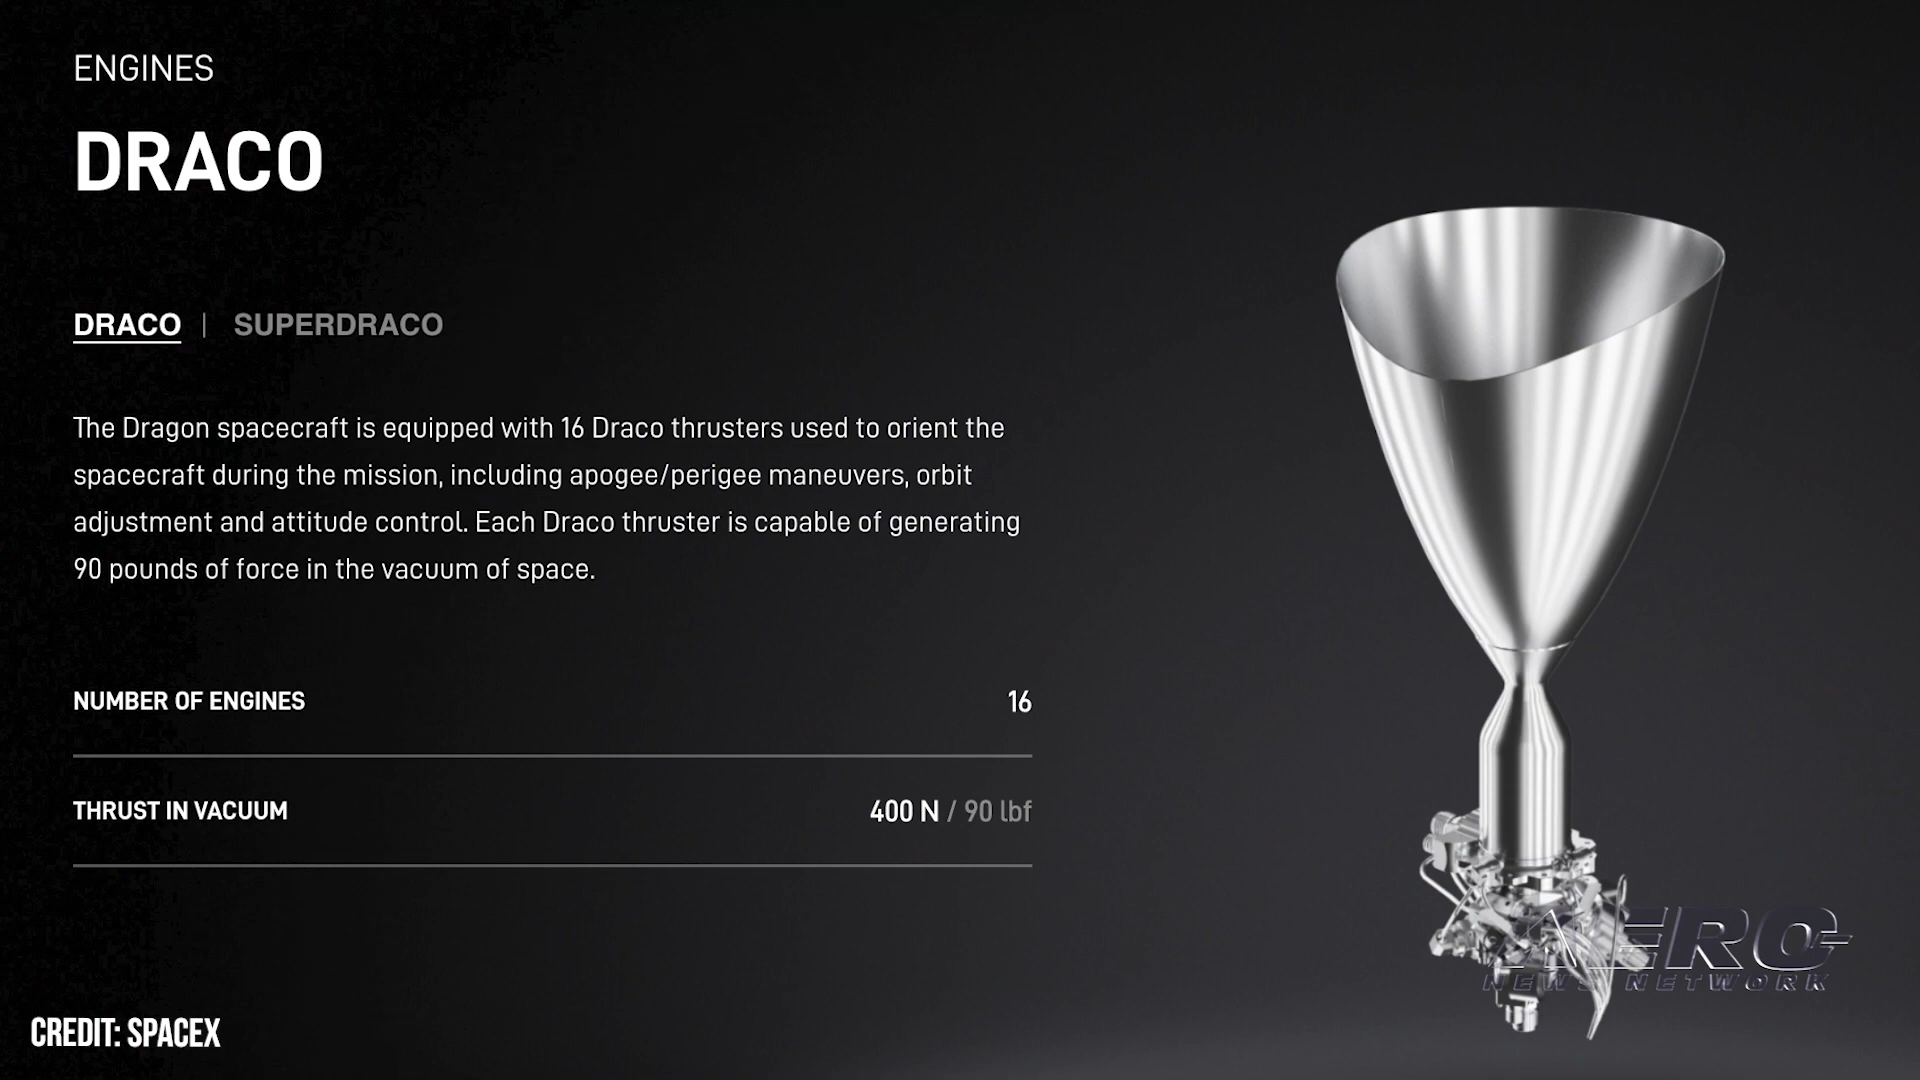 ENGINES
DRACO
DRACO | SUPERDRACO
The Dragon spacecraft is equipped with 16 Draco thrusters used to orient the
spacecraft during the mission, including apogee/perigee maneuvers, orbit
adjustment and attitude control. Each Draco thruster is capable of generating
90 pounds of force in the vacuum of space.
NUMBER OF ENGINES 16
THRUST IN VACUUM 400 N / 90 lbf
AERO
NEWS NETWORK
CREDIT: SPACEX